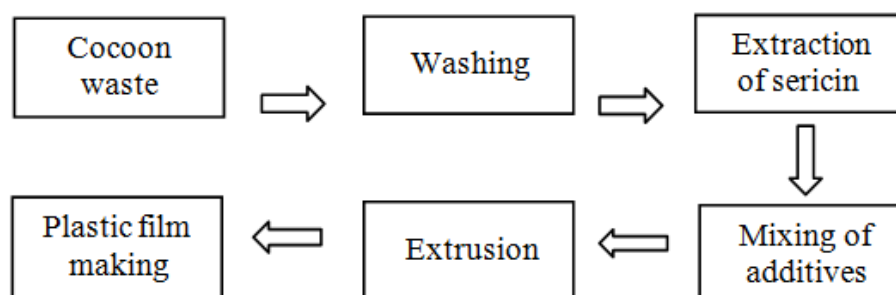 Cocoon
waste
Washing
Extraction
of sericin
Mixing of
additives
Extrusion
Plastic film
making